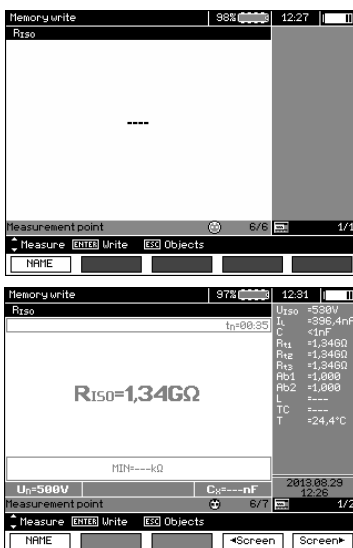 Memory write 98% 12:27
RISO
----
Measurement point 6/6 1/1
Measure ENTER Write ESC Objects
NAME
Memory write 97% 12:31
RISO
tn=00:35
RISO=1,34GΩ
MIN=---kΩ
Un=500V Cx=---nF
UISO =530V
IL =396,4nA
C <1nF
Rt1 =1,34GΩ
Rt2 =1,34GΩ
Rt3 =1,34GΩ
Ab1 =1,000
Ab2 =1,000
L =---
TC =---
T =24,4°C
2013.08.29
12:26
Measurement point 6/7 1/2
Measure ENTER Write ESC Objects
NAME ◄Screen Screen►